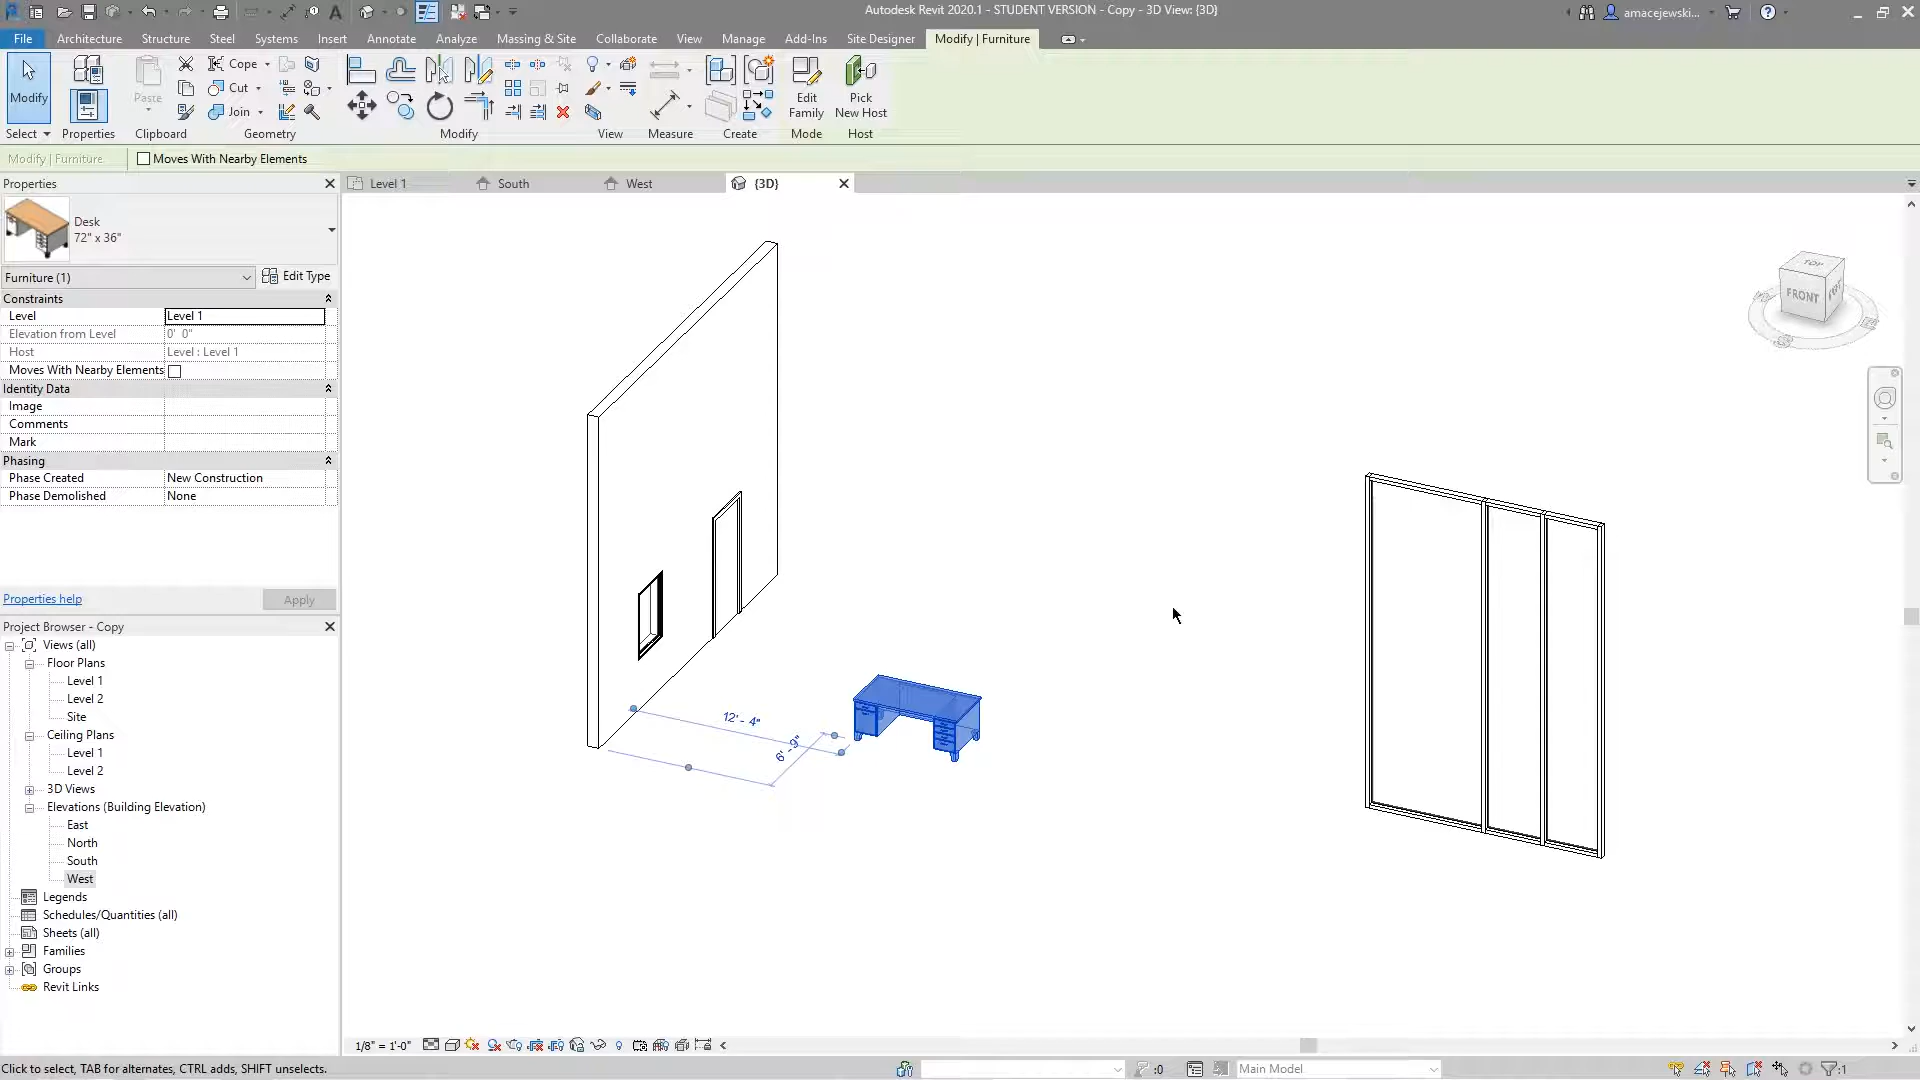 Autodesk Revit 2020.1 - STUDENT VERSION - Copy - 3D View: {3D}
amacejewski...
File
Architecture
Structure
Steel
Systems
Insert
Annotate
Analyze
Massing & Site
Collaborate
View
Manage
Add-Ins
Site Designer
Modify | Furniture
Modify
Paste
Cope
Cut
Join
Edit
Family
Pick
New Host
Select
Properties
Clipboard
Geometry
Modify
View
Measure
Create
Mode
Host
Modify | Furniture
Moves With Nearby Elements
Properties
Level 1
South
West
{3D}
Desk
72" x 36"
Furniture (1)
Edit Type
Constraints
Level
Level 1
Elevation from Level
0' 0"
Host
Level : Level 1
Moves With Nearby Elements
Identity Data
Image
Comments
Mark
Phasing
Phase Created
New Construction
Phase Demolished
None
Properties help
Apply
Project Browser - Copy
Views (all)
Floor Plans
Level 1
Level 2
Site
Ceiling Plans
Level 1
Level 2
3D Views
Elevations (Building Elevation)
East
North
South
West
Legends
Schedules/Quantities (all)
Sheets (all)
Families
Groups
Revit Links
12' - 4"
6' - 9"
TOP
FRONT
1/8" = 1'-0"
Click to select, TAB for alternates, CTRL adds, SHIFT unselects.
:0
Main Model
:1